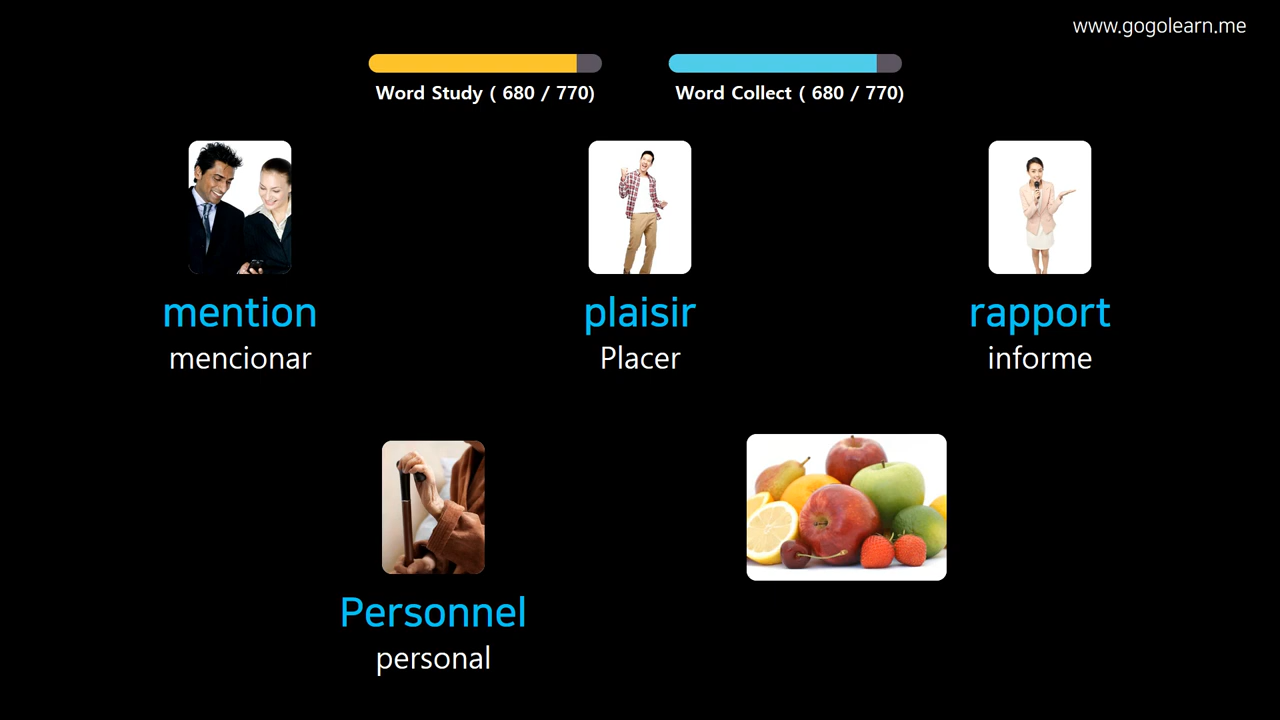 www.gogolearn.me
Word Study ( 680 / 770)
Word Collect ( 680 / 770)
mention
mencionar
plaisir
Placer
rapport
informe
Personnel
personal